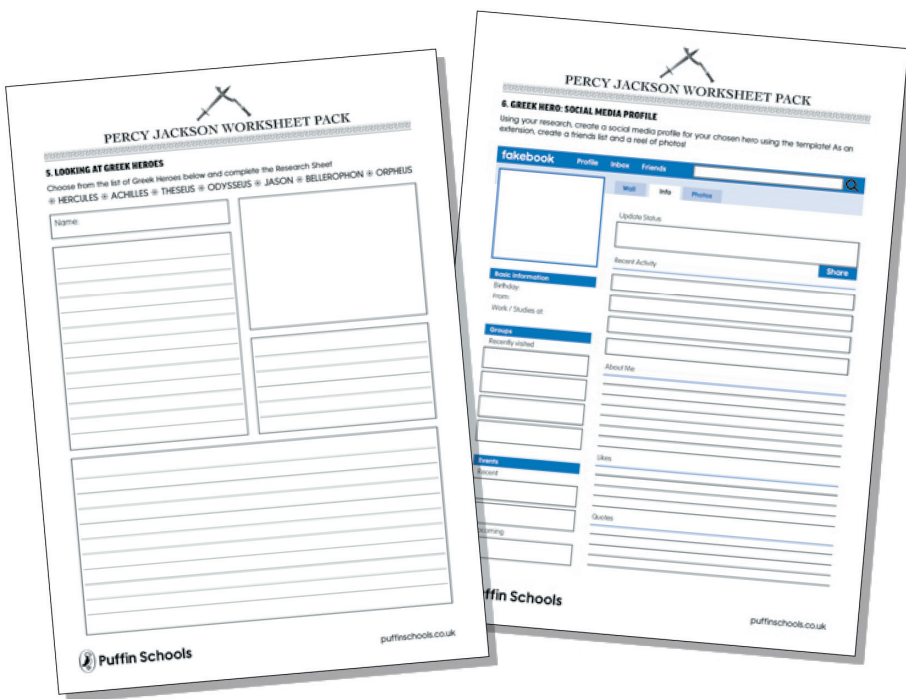 PERCY JACKSON WORKSHEET PACK
5. LOOKING AT GREEK HEROES
Choose from the list of Greek Heroes below and complete the Research Sheet
HERCULES ✳ ACHILLES ✳ THESEUS ✳ ODYSSEUS ✳ JASON ✳ BELLEROPHON ✳ ORPHEUS
Name:
Puffin Schools
puffinschools.co.uk
PERCY JACKSON WORKSHEET PACK
6. GREEK HERO: SOCIAL MEDIA PROFILE
Using your research, create a social media profile for your chosen hero using the template! As an
extension, create a friends list and a reel of photos!
fakebook Profile Inbox Friends
Wall Info Photos
Update Status
Share
Recent Activity
Basic Information
Birthday:
From:
Work / Studies at:
Groups
Recently visited
About Me
Likes
Events
Recent
pcoming
Quotes
ffin Schools
puffinschools.co.uk